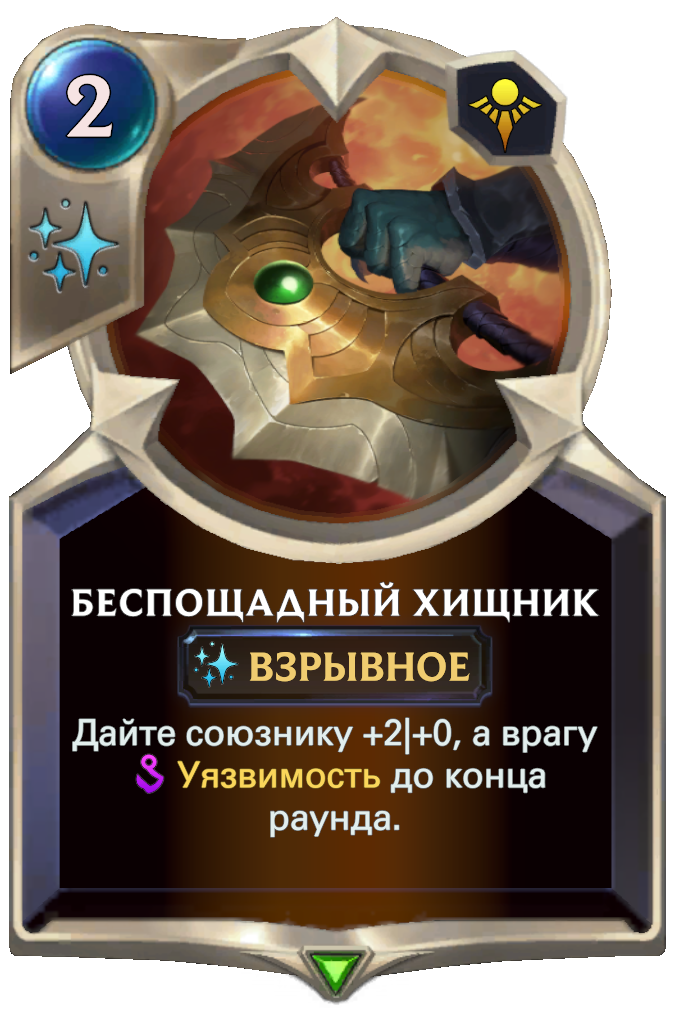 2
БЕСПОЩАДНЫЙ ХИЩНИК
ВЗРЫВНОЕ
Дайте союзнику +2|+0, а врагу
Уязвимость до конца
раунда.